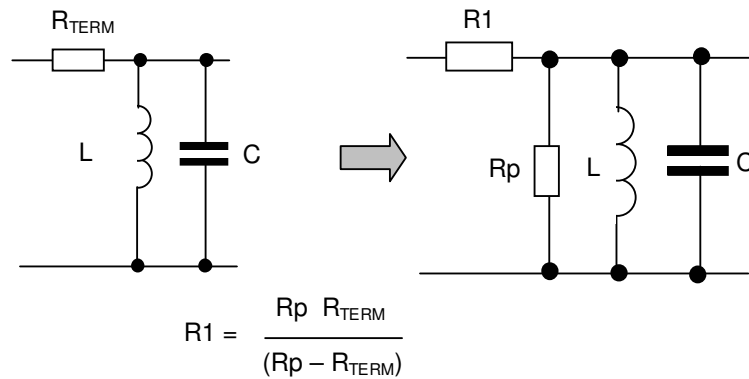 R_TERM R1
L C Rp L C
R1 = Rp R_TERM / (Rp – R_TERM)